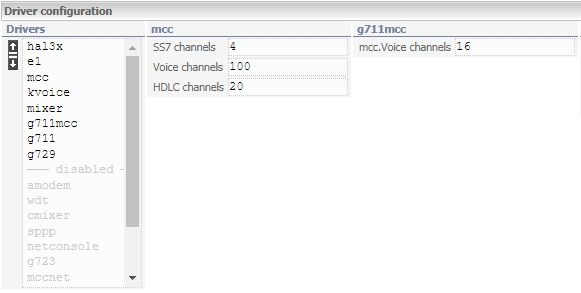 Driver configuration
Drivers
hal3x
e1
mcc
kvoice
mixer
g711mcc
g711
g729
—— disabled -
amodem
wdt
cmixer
sppp
netconsole
g723
mccnet
mcc
SS7 channels 4
Voice channels 100
HDLC channels 20
g711mcc
mcc.Voice channels 16